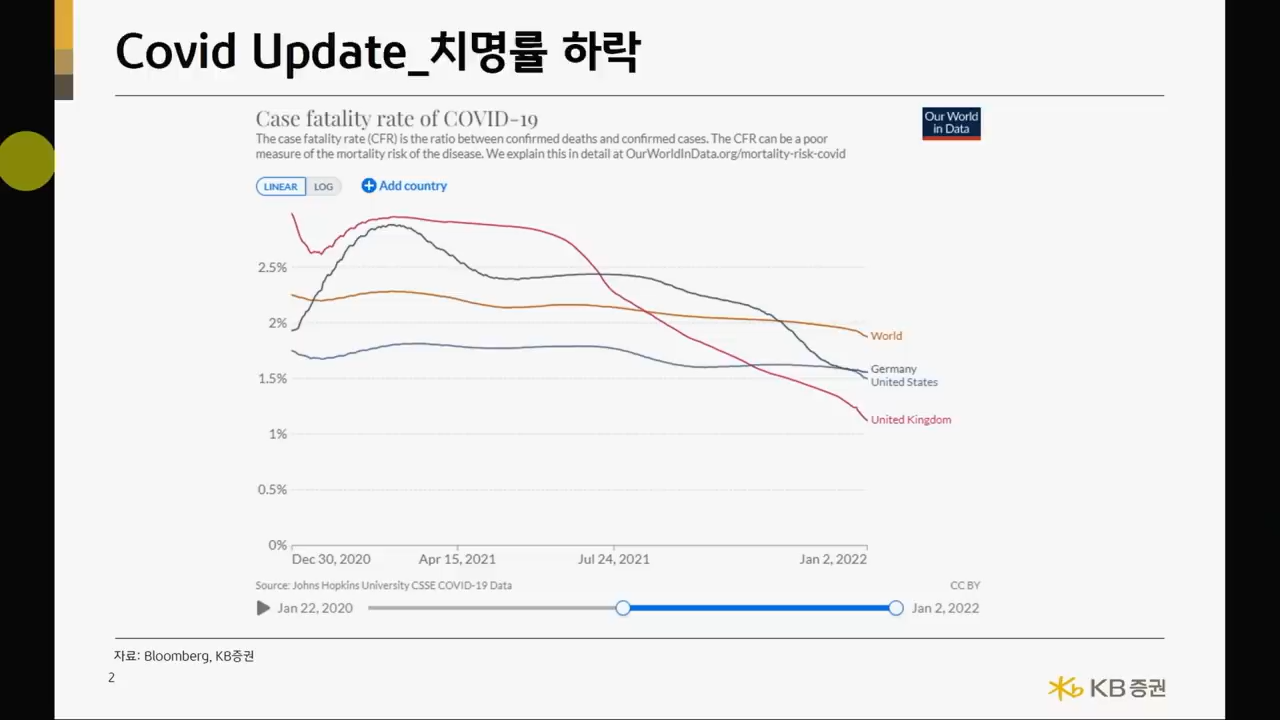 Covid Update_치명률 하락
Case fatality rate of COVID-19
The case fatality rate (CFR) is the ratio between confirmed deaths and confirmed cases. The CFR can be a poor
measure of the mortality risk of the disease. We explain this in detail at OurWorldInData.org/mortality-risk-covid
Our World
in Data
LINEAR LOG Add country
2.5%
2%
1.5%
1%
0.5%
0%
World
Germany
United States
United Kingdom
Dec 30, 2020 Apr 15, 2021 Jul 24, 2021 Jan 2, 2022
Source: Johns Hopkins University CSSE COVID-19 Data CC BY
Jan 22, 2020 Jan 2, 2022
자료: Bloomberg, KB증권
2
KB증권